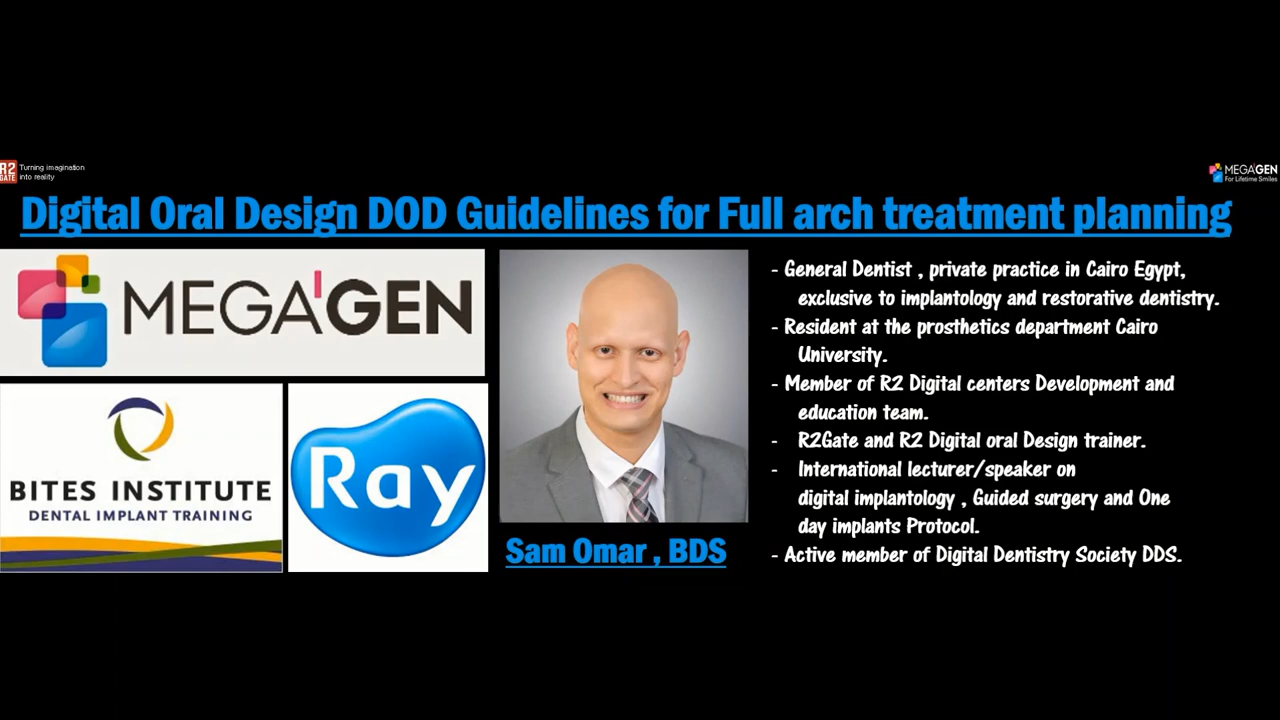 R2
GATE
Turning imagination
into reality
MEGA'GEN
For Lifetime Smiles
Digital Oral Design DOD Guidelines for Full arch treatment planning
MEGA'GEN
BITES INSTITUTE
DENTAL IMPLANT TRAINING
Ray
Sam Omar , BDS
- General Dentist , private practice in Cairo Egypt,
exclusive to implantology and restorative dentistry.
- Resident at the prosthetics department Cairo
University.
- Member of R2 Digital centers Development and
education team.
- R2Gate and R2 Digital oral Design trainer.
- International lecturer/speaker on
digital implantology , Guided surgery and One
day implants Protocol.
- Active member of Digital Dentistry Society DDS.